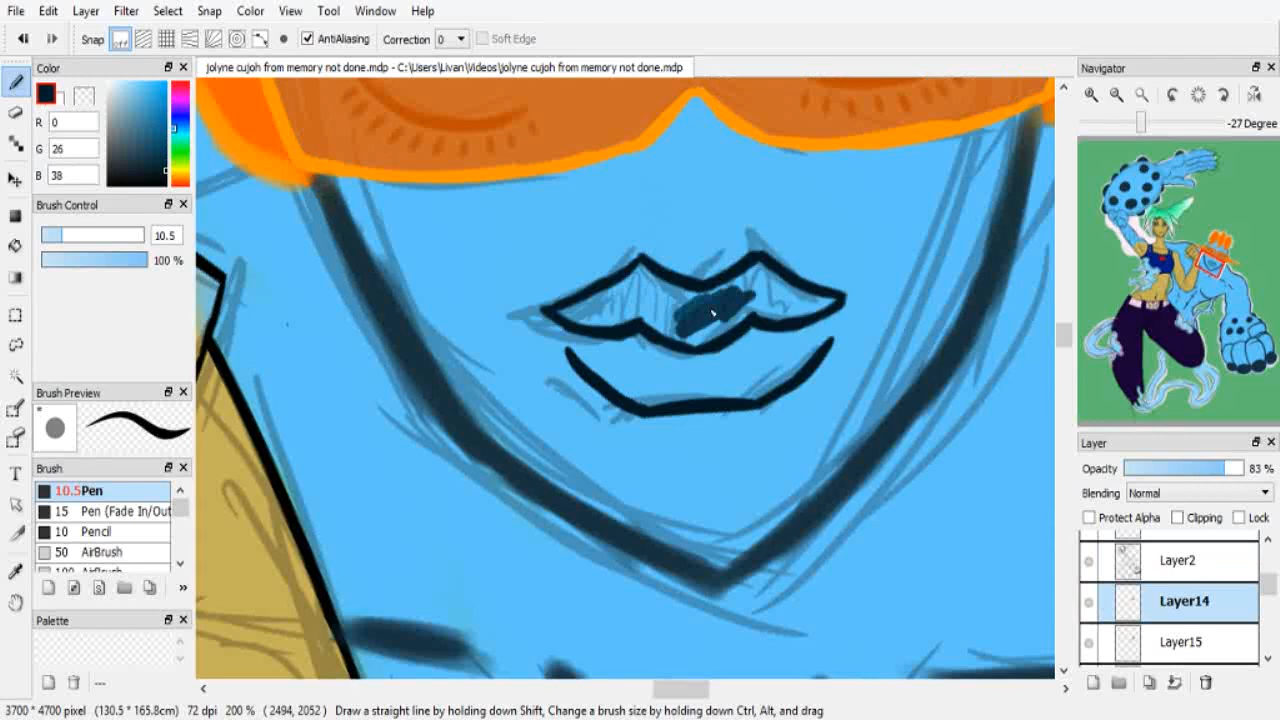 File Edit Layer Filter Select Snap Color View Tool Window Help
Snap off AntiAliasing Correction 0 Soft Edge
Color
jolyne cujoh from memory not done.mdp - C:\Users\Livan\Videos\jolyne cujoh from memory not done.mdp
Navigator
R 0
G 26
B 38
-27 Degree
Brush Control
10.5
100 %
Brush Preview
Brush
10.5 Pen
15 Pen (Fade In/Out
10 Pencil
50 AirBrush
100 AirBrush
Palette
Layer
Opacity 83 %
Blending Normal
Protect Alpha Clipping Lock
Layer2
Layer14
Layer15
T
3700 * 4700 pixel (130.5 * 165.8cm) 72 dpi 200 % ( 2494, 2052 ) Draw a straight line by holding down Shift, Change a brush size by holding down Ctrl, Alt, and drag